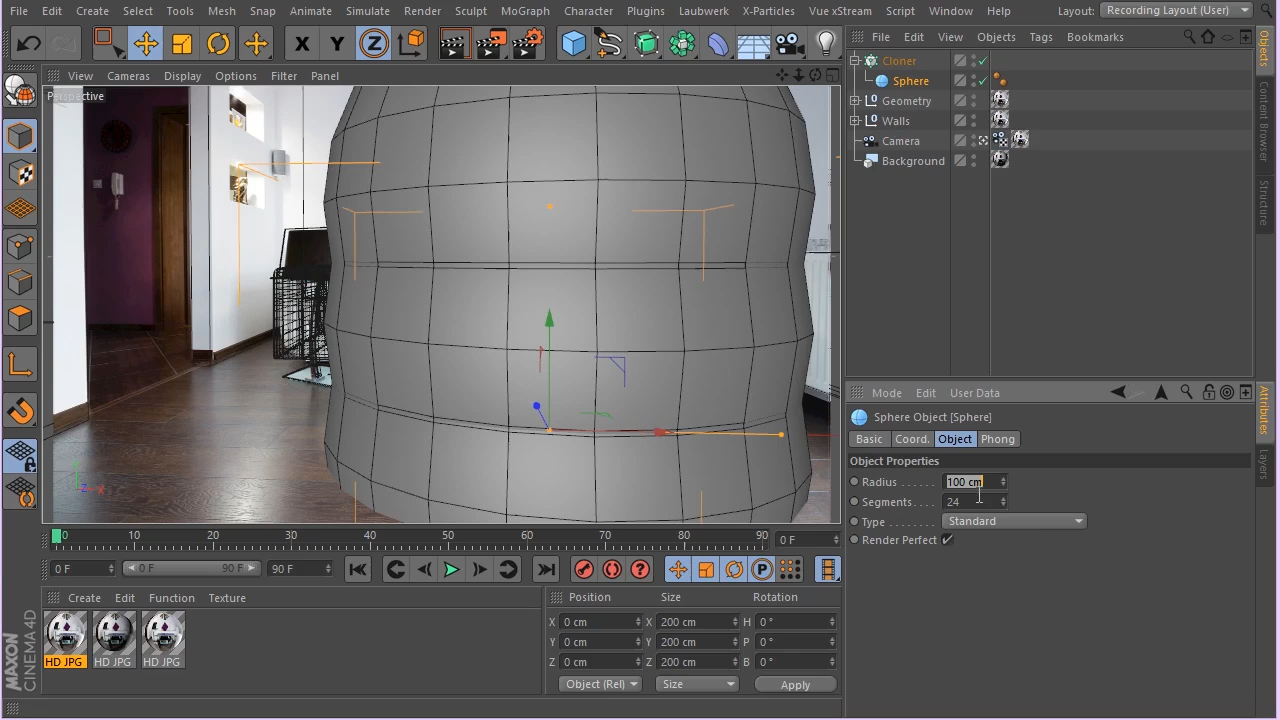 File Edit Create Select Tools Mesh Snap Animate Simulate Render Sculpt MoGraph Character Plugins Laubwerk X-Particles Vue xStream Script Window Help Layout: Recording Layout (User)
X Y Z
File Edit View Objects Tags Bookmarks
Cloner
Sphere
Geometry
Walls
Camera
Background
Objects
Content Browser
Structure
View Cameras Display Options Filter Panel
Perspective
Y
Z X
Mode Edit User Data
Sphere Object [Sphere]
Basic Coord. Object Phong
Object Properties
Radius 100 cm
Segments 24
Type Standard
Render Perfect
Attributes
Layers
0 10 20 30 40 50 60 70 80 90 0 F
0 F 0 F 90 F 90 F
Create Edit Function Texture
HD JPG HD JPG HD JPG
Position Size Rotation
X 0 cm X 200 cm H 0 °
Y 0 cm Y 200 cm P 0 °
Z 0 cm Z 200 cm B 0 °
Object (Rel) Size Apply
MAXON
CINEMA 4D